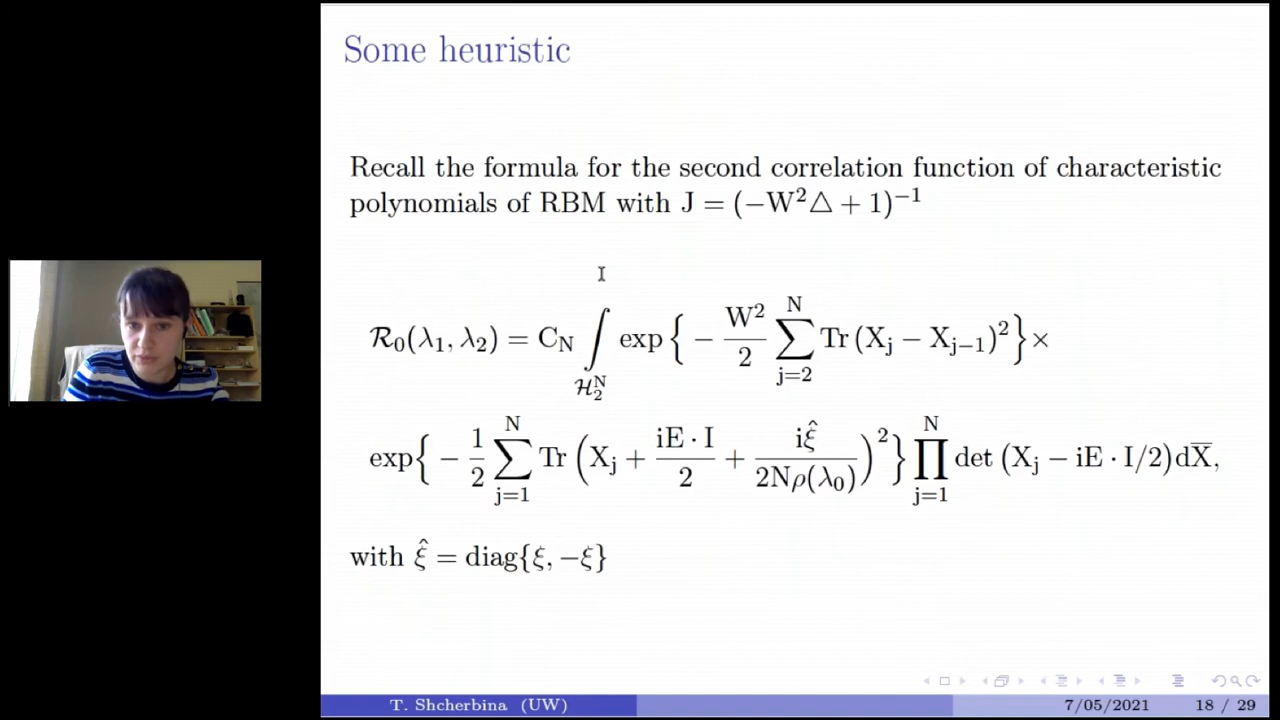 Some heuristic
Recall the formula for the second correlation function of characteristic
polynomials of RBM with J = (−W²△ + 1)⁻¹
R₀(λ₁, λ₂) = C_N ∫_{H₂^N} exp{ − W²/2 ∑_{j=2}^{N} Tr (X_j − X_{j−1})² } ×
exp{ − 1/2 ∑_{j=1}^{N} Tr ( X_j + iE · I/2 + iξ̂/2Nρ(λ₀) )² } ∏_{j=1}^{N} det (X_j − iE · I/2) dX̅,
with ξ̂ = diag{ξ, −ξ}
T. Shcherbina (UW) 7/05/2021 18 / 29